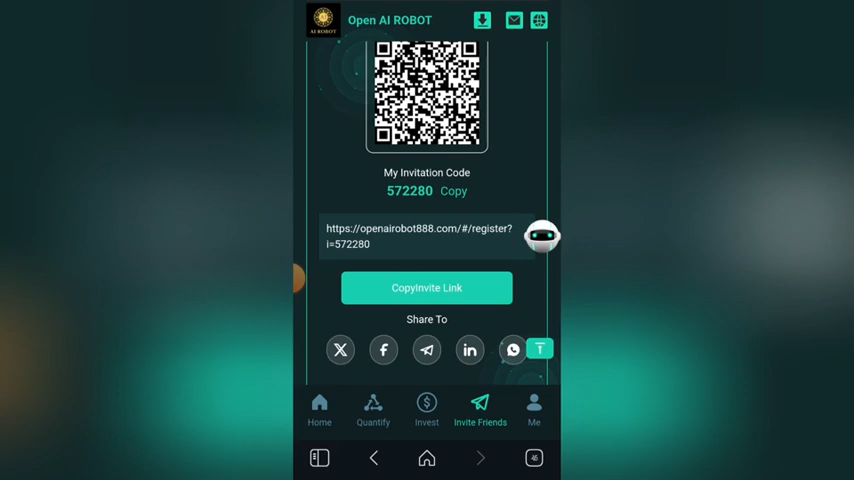 AI ROBOT
Open AI ROBOT
My Invitation Code
572280 Copy
https://openairobot888.com/#/register?
i=572280
CopyInvite Link
Share To
Home Quantify Invest Invite Friends Me